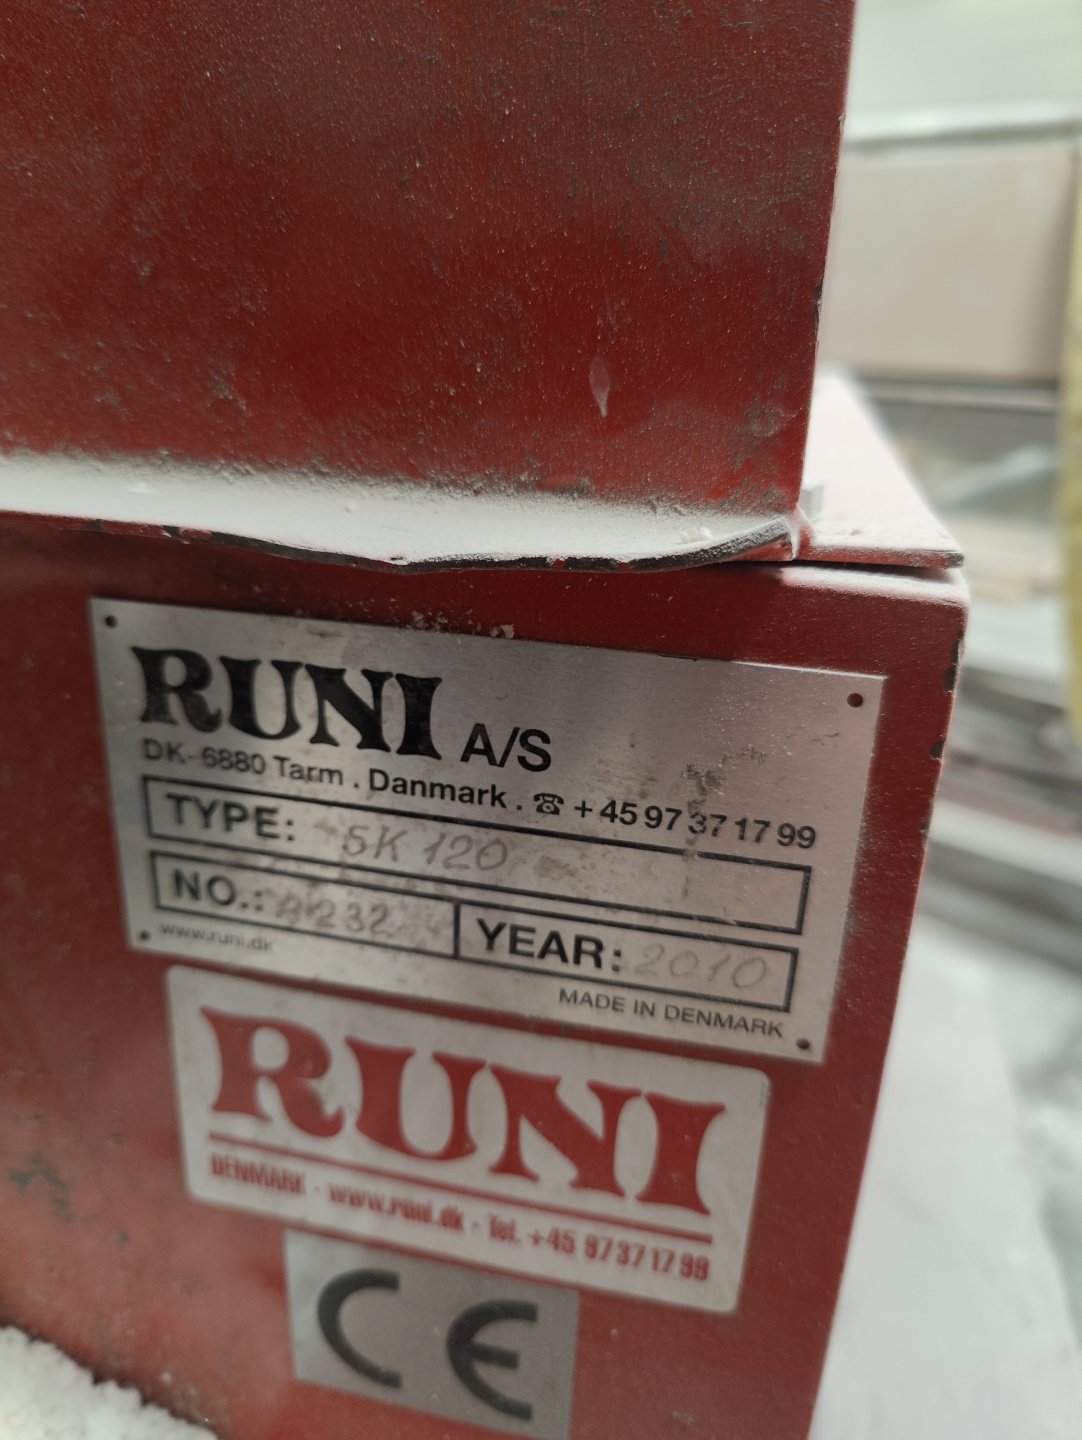 RUNI A/S
DK-6880 Tarm . Danmark . ☎ +45 97 37 17 99
TYPE: SK 120
NO.: A232
YEAR: 2010
www.runi.dk
MADE IN DENMARK
RUNI
DENMARK - www.runi.dk - Tel. +45 97 37 17 99
CE